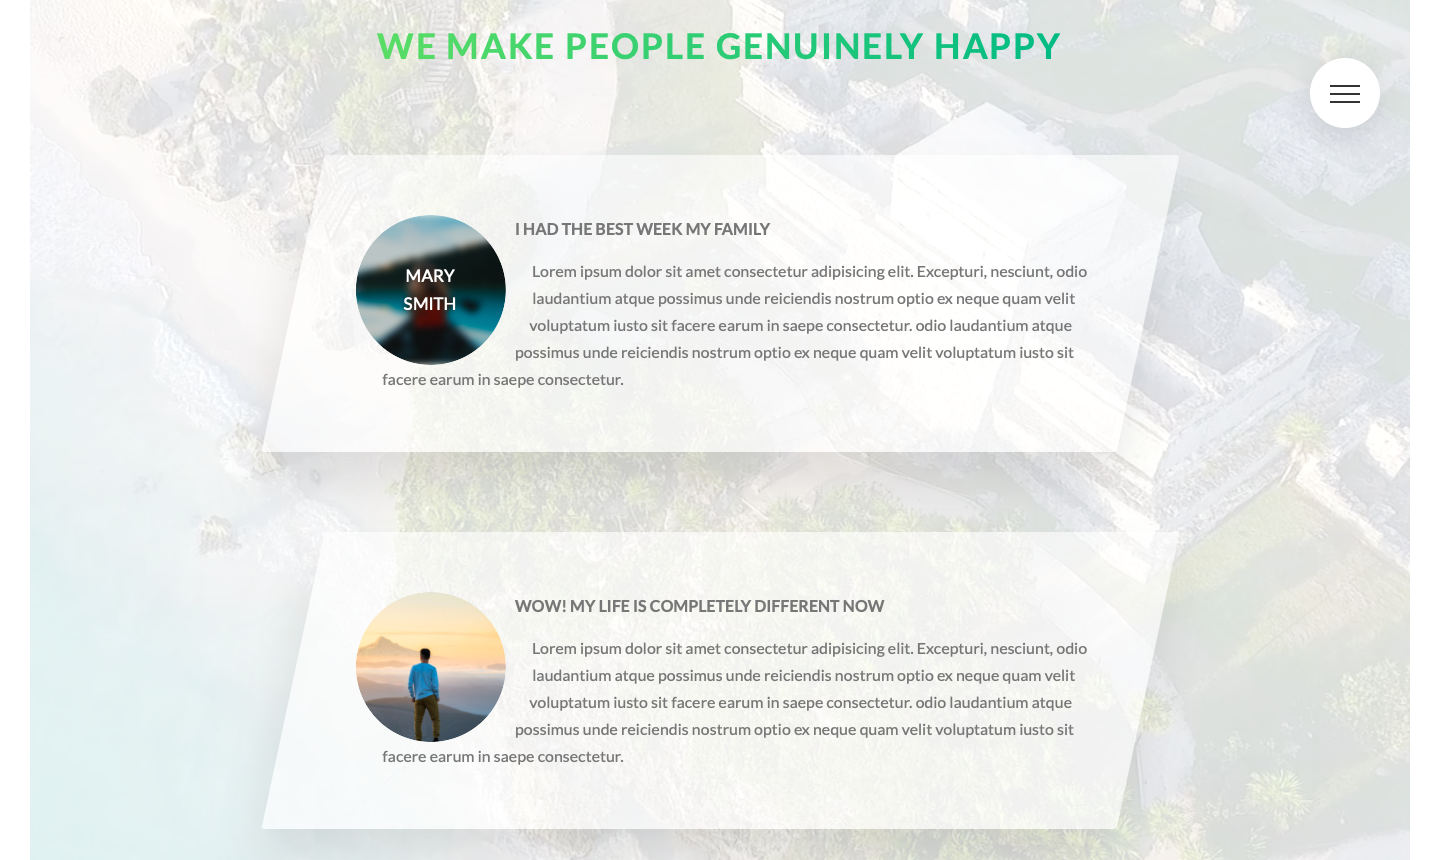 WE MAKE PEOPLE GENUINELY HAPPY
I HAD THE BEST WEEK MY FAMILY
MARY
SMITH
Lorem ipsum dolor sit amet consectetur adipisicing elit. Excepturi, nesciunt, odio
laudantium atque possimus unde reiciendis nostrum optio ex neque quam velit
voluptatum iusto sit facere earum in saepe consectetur. odio laudantium atque
possimus unde reiciendis nostrum optio ex neque quam velit voluptatum iusto sit
facere earum in saepe consectetur.
WOW! MY LIFE IS COMPLETELY DIFFERENT NOW
Lorem ipsum dolor sit amet consectetur adipisicing elit. Excepturi, nesciunt, odio
laudantium atque possimus unde reiciendis nostrum optio ex neque quam velit
voluptatum iusto sit facere earum in saepe consectetur. odio laudantium atque
possimus unde reiciendis nostrum optio ex neque quam velit voluptatum iusto sit
facere earum in saepe consectetur.